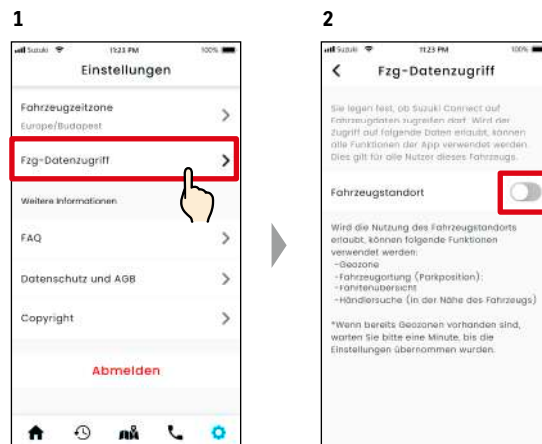 1
Suzuki
11:23 PM
100%
Einstellungen
Fahrzeugzeitzone
Europe/Budapest
Fzg-Datenzugriff
Weitere Informationen
FAQ
Datenschutz und AGB
Copyright
Abmelden
2
Suzuki
11:23 PM
100%
Fzg-Datenzugriff
Sie legen fest, ob Suzuki Connect auf
Fahrzeugdaten zugreifen darf. Wird der
Zugriff auf folgende Daten erlaubt, können
alle Funktionen der App verwendet werden.
Dies gilt für alle Nutzer dieses Fahrzeugs.
Fahrzeugstandort
Wird die Nutzung des Fahrzeugstandorts
erlaubt, können folgende Funktionen
verwendet werden:
-Geozone
-Fahrzeugortung (Parkposition):
-Fahrtenübersicht
-Händlersuche (in der Nähe des Fahrzeugs)
*Wenn bereits Geozonen vorhanden sind,
warten Sie bitte eine Minute, bis die
Einstellungen übernommen wurden.